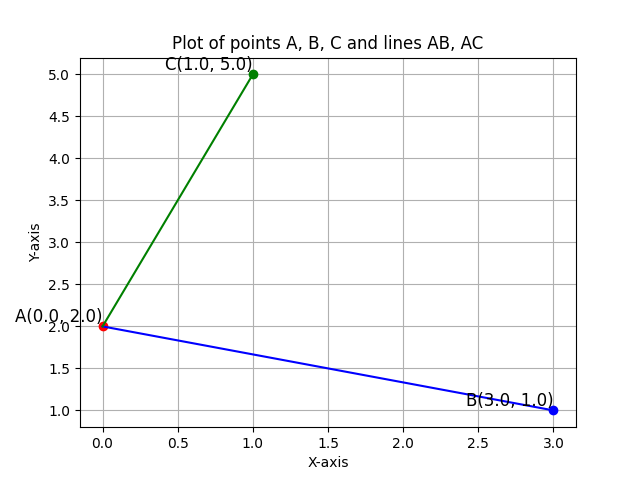 Plot of points A, B, C and lines AB, AC
C(1.0, 5.0)
5.0
4.5
4.0
3.5
3.0
Y-axis
2.5
A(0.0, 2.0)
2.0
1.5
B(3.0, 1.0)
1.0
0.0 0.5 1.0 1.5 2.0 2.5 3.0
X-axis